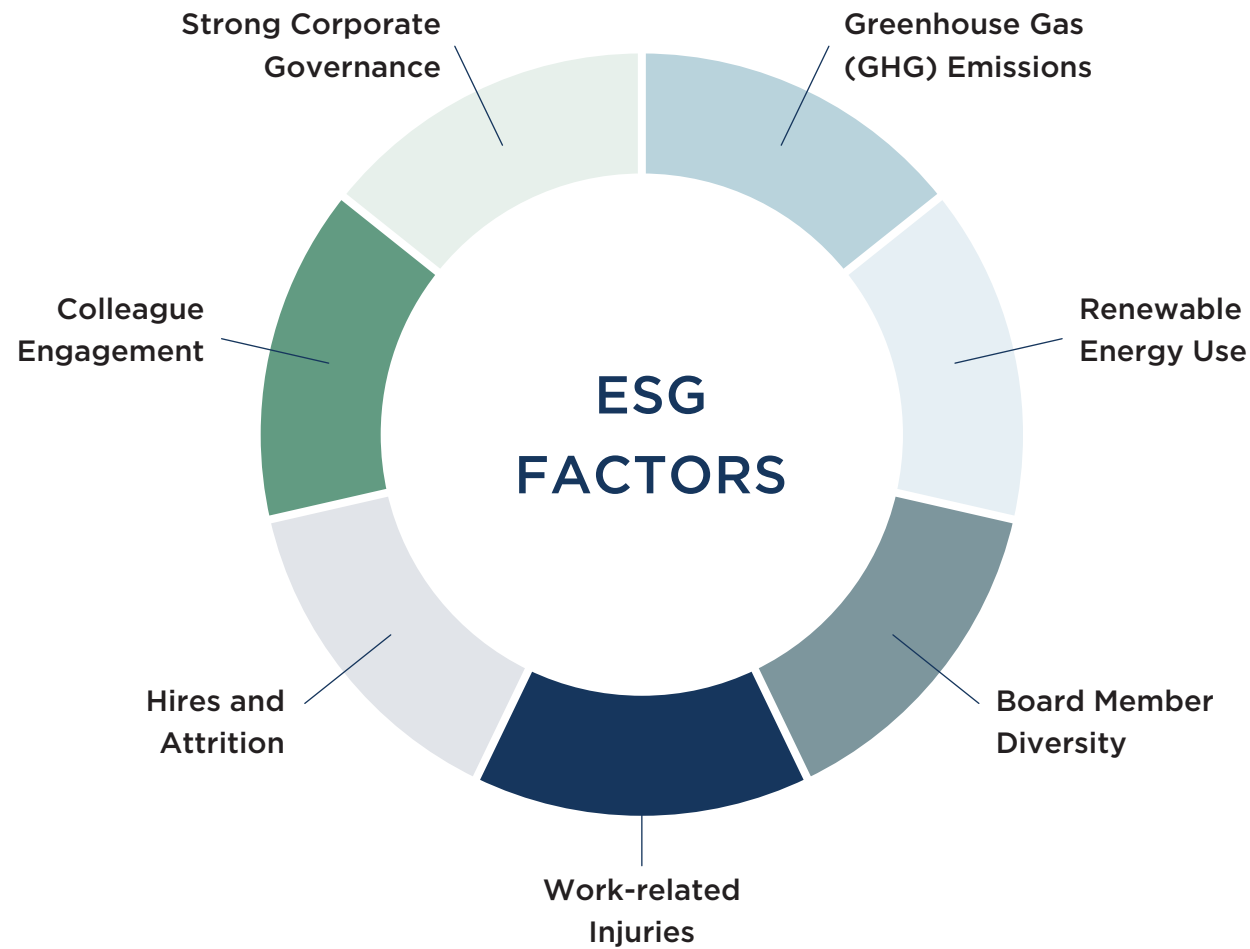 Strong Corporate
Governance
Greenhouse Gas
(GHG) Emissions
Colleague
Engagement
Renewable
Energy Use
ESG
FACTORS
Hires and
Attrition
Board Member
Diversity
Work-related
Injuries